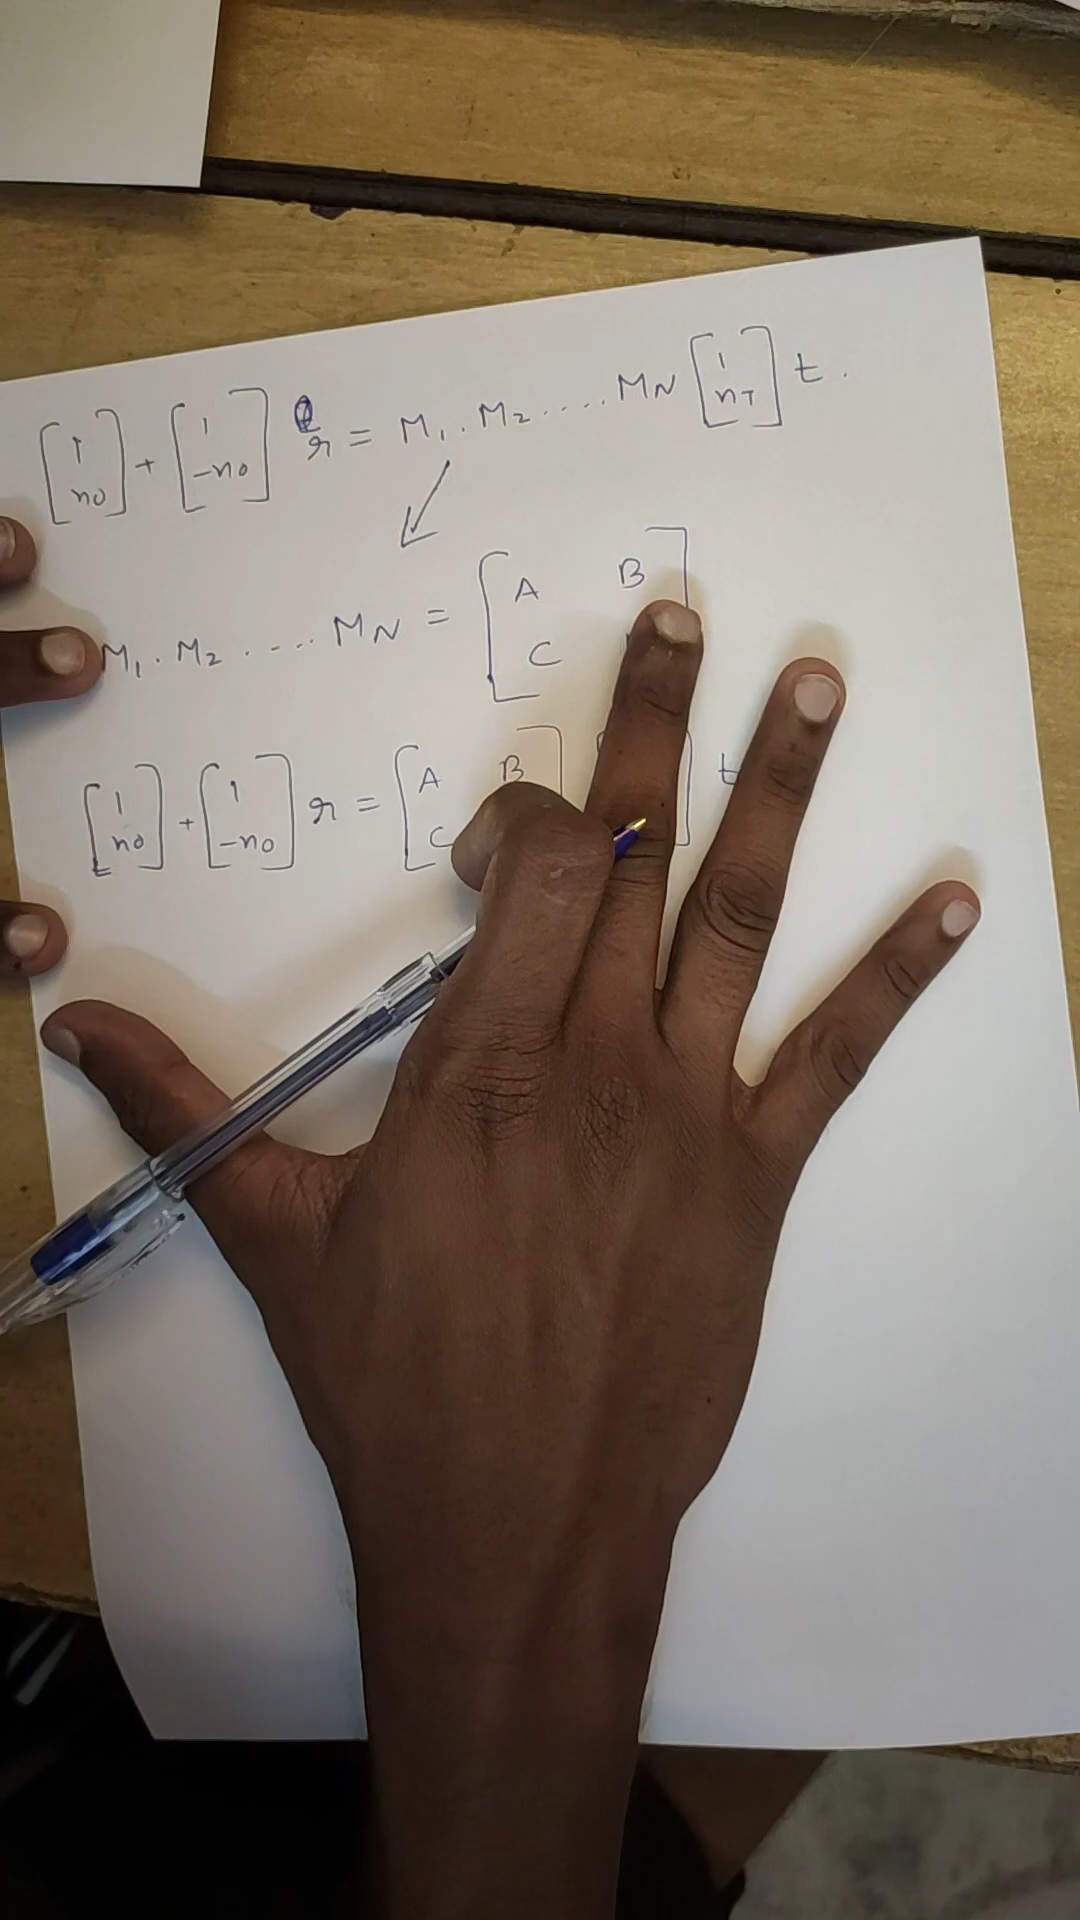 [1 n0] + [1 -n0] r = M1 . M2 ..... MN [1 nT] t .
M1 . M2 ..... MN = [A B C
[1 n0] + [1 -n0] r = [A B C t